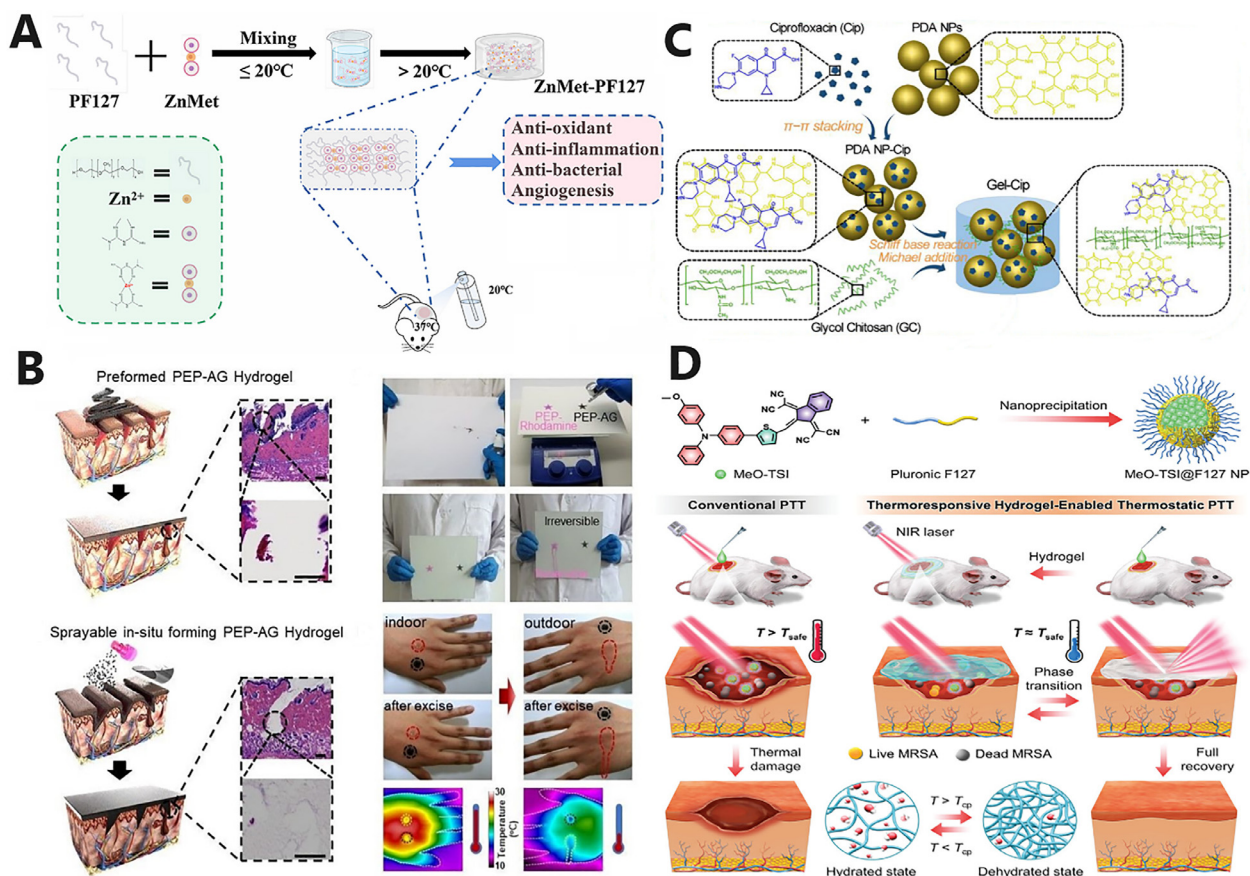 A
PF127
ZnMet
Mixing
≤ 20℃
> 20℃
ZnMet-PF127
Zn²⁺
Anti-oxidant
Anti-inflammation
Anti-bacterial
Angiogenesis
37℃
20℃
C
Ciprofloxacin (Cip)
PDA NPs
π−π stacking
PDA NP-Cip
Gel-Cip
Schiff base reaction
Michael addition
Glycol Chitosan (GC)
B
Preformed PEP-AG Hydrogel
Sprayable in-situ forming PEP-AG Hydrogel
PEP-
Rhodamine
PEP-AG
Irreversible
indoor
outdoor
after excise
after excise
30
Temperature (°C)
10
D
MeO-TSI
+
Pluronic F127
Nanoprecipitation
MeO-TSI@F127 NP
Conventional PTT
Thermoresponsive Hydrogel-Enabled Thermostatic PTT
NIR laser
Hydrogel
T > Tsafe
T ≈ Tsafe
Phase
transition
Live MRSA
Dead MRSA
Thermal
damage
Full
recovery
T > Tcp
T < Tcp
Hydrated state
Dehydrated state